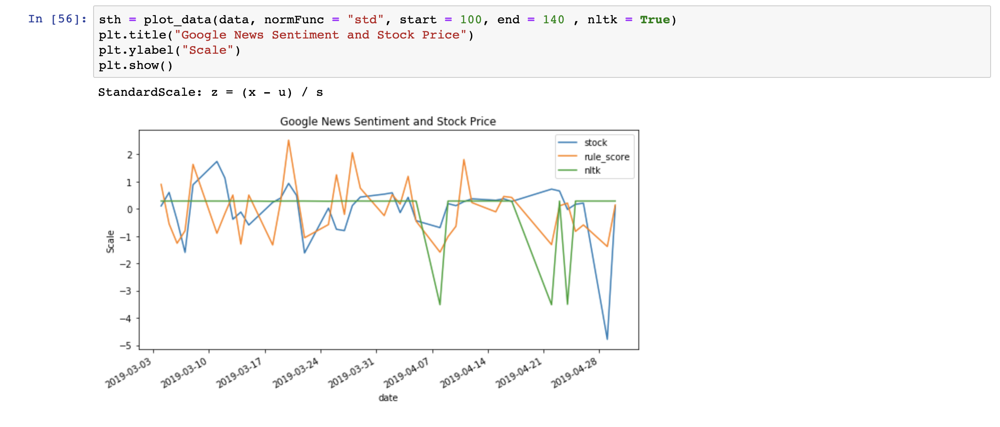 In [56]: sth = plot_data(data, normFunc = "std", start = 100, end = 140 , nltk = True)
plt.title("Google News Sentiment and Stock Price")
plt.ylabel("Scale")
plt.show()
StandardScale: z = (x - u) / s
Google News Sentiment and Stock Price
stock
rule_score
nltk
2
1
0
−1
−2
−3
−4
−5
Scale
2019-03-03
2019-03-10
2019-03-17
2019-03-24
2019-03-31
2019-04-07
2019-04-14
2019-04-21
2019-04-28
date